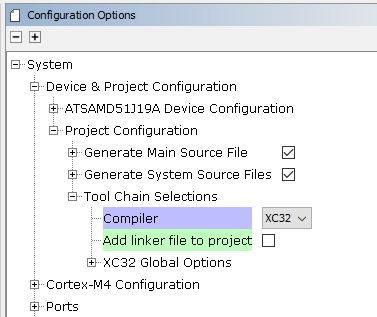 Configuration Options
System
Device & Project Configuration
ATSAMD51J19A Device Configuration
Project Configuration
Generate Main Source File
Generate System Source Files
Tool Chain Selections
Compiler XC32
Add linker file to project
XC32 Global Options
Cortex-M4 Configuration
Ports